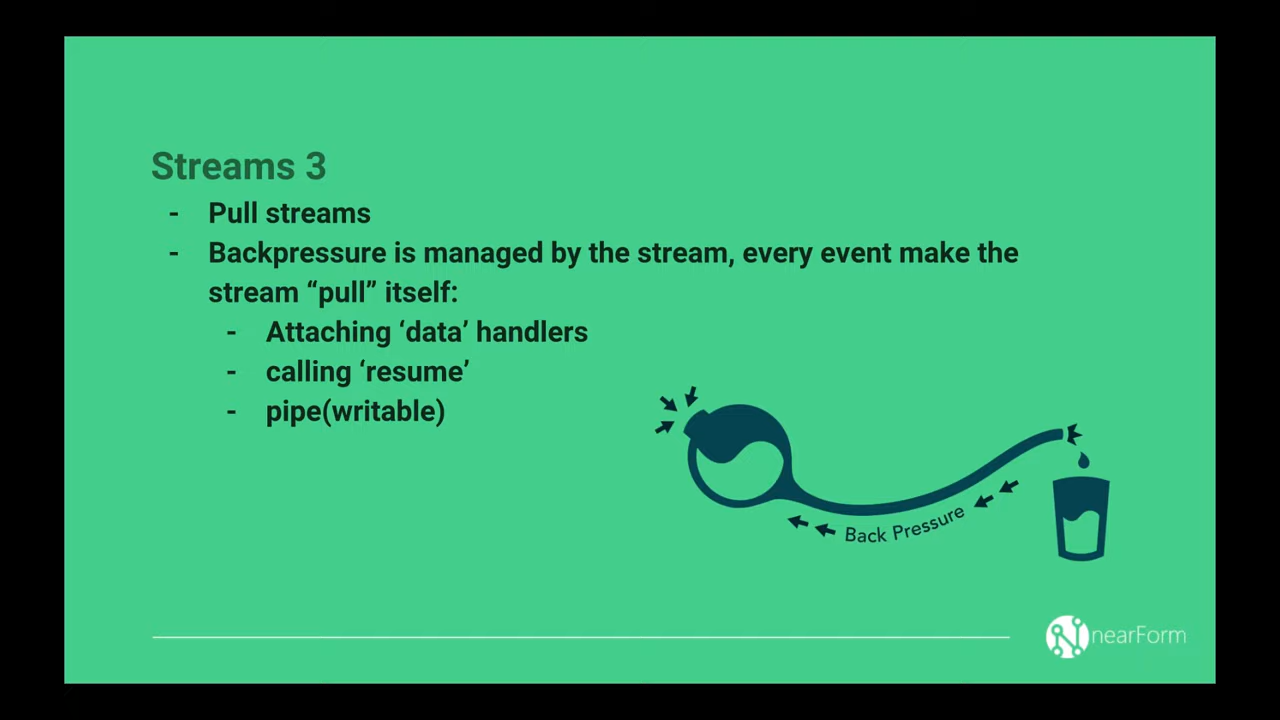 Streams 3
- Pull streams
- Backpressure is managed by the stream, every event make the
stream “pull” itself:
- Attaching ‘data’ handlers
- calling ‘resume’
- pipe(writable)
Back Pressure
nearForm